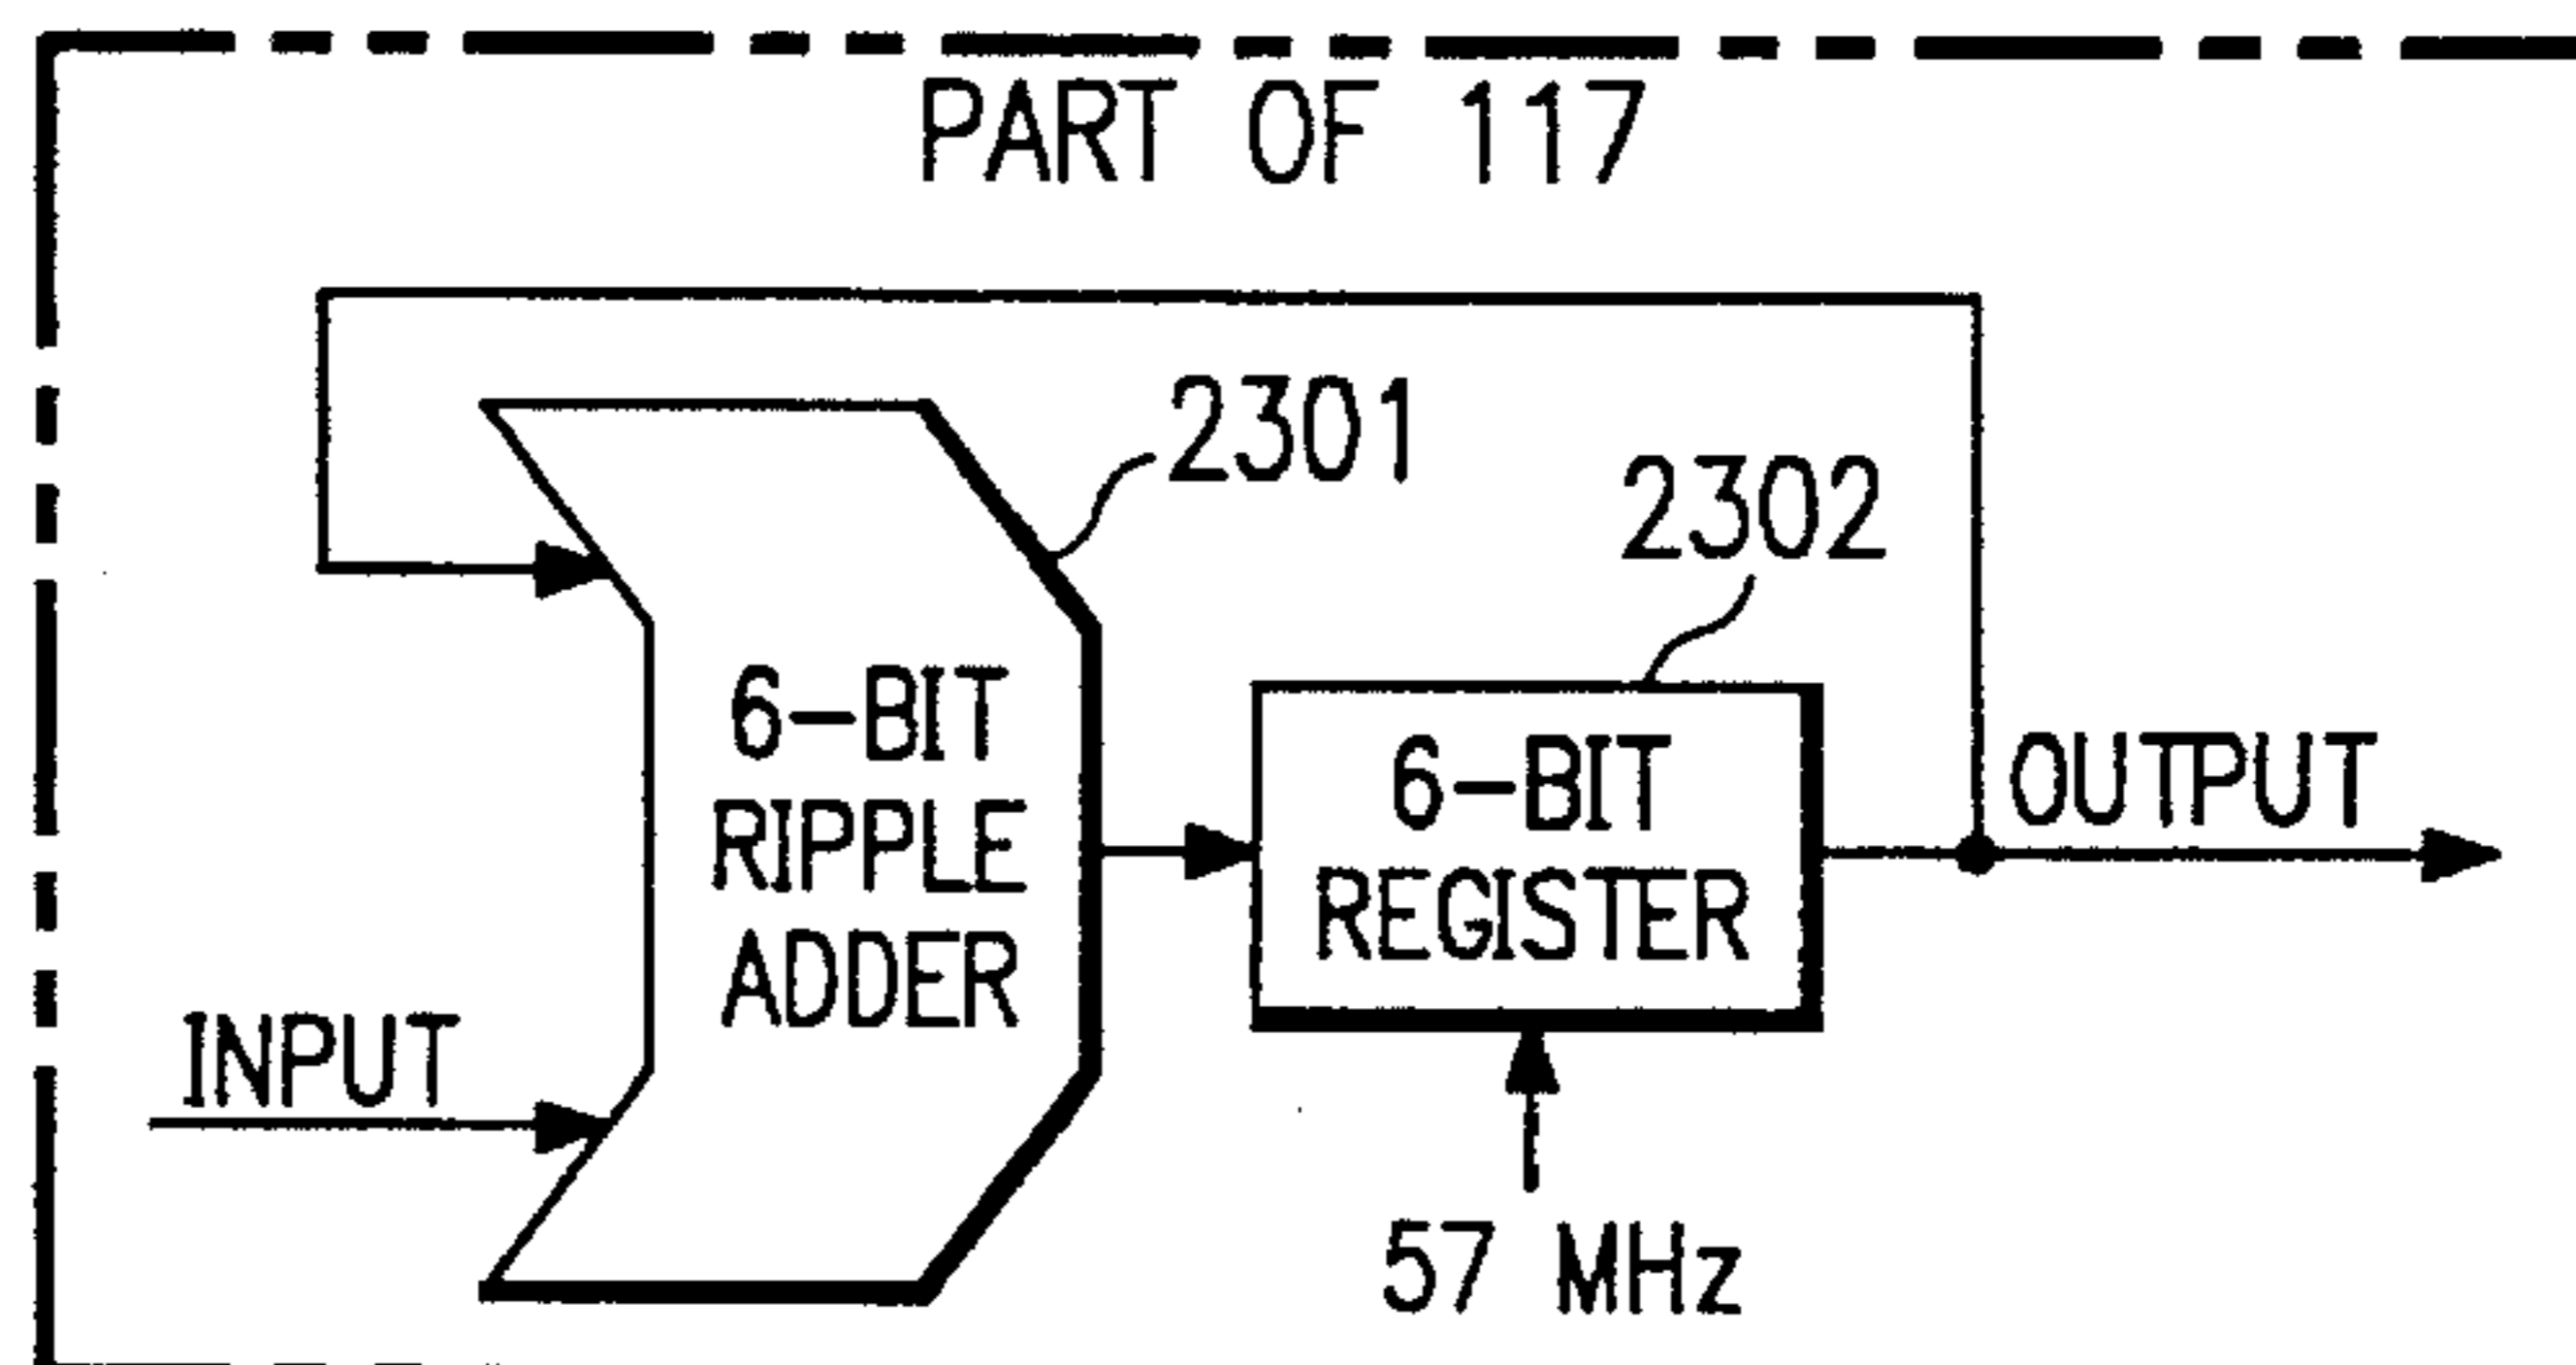 PART OF 117
2301
2302
6-BIT
RIPPLE
ADDER
6-BIT
REGISTER
OUTPUT
INPUT
57 MHz